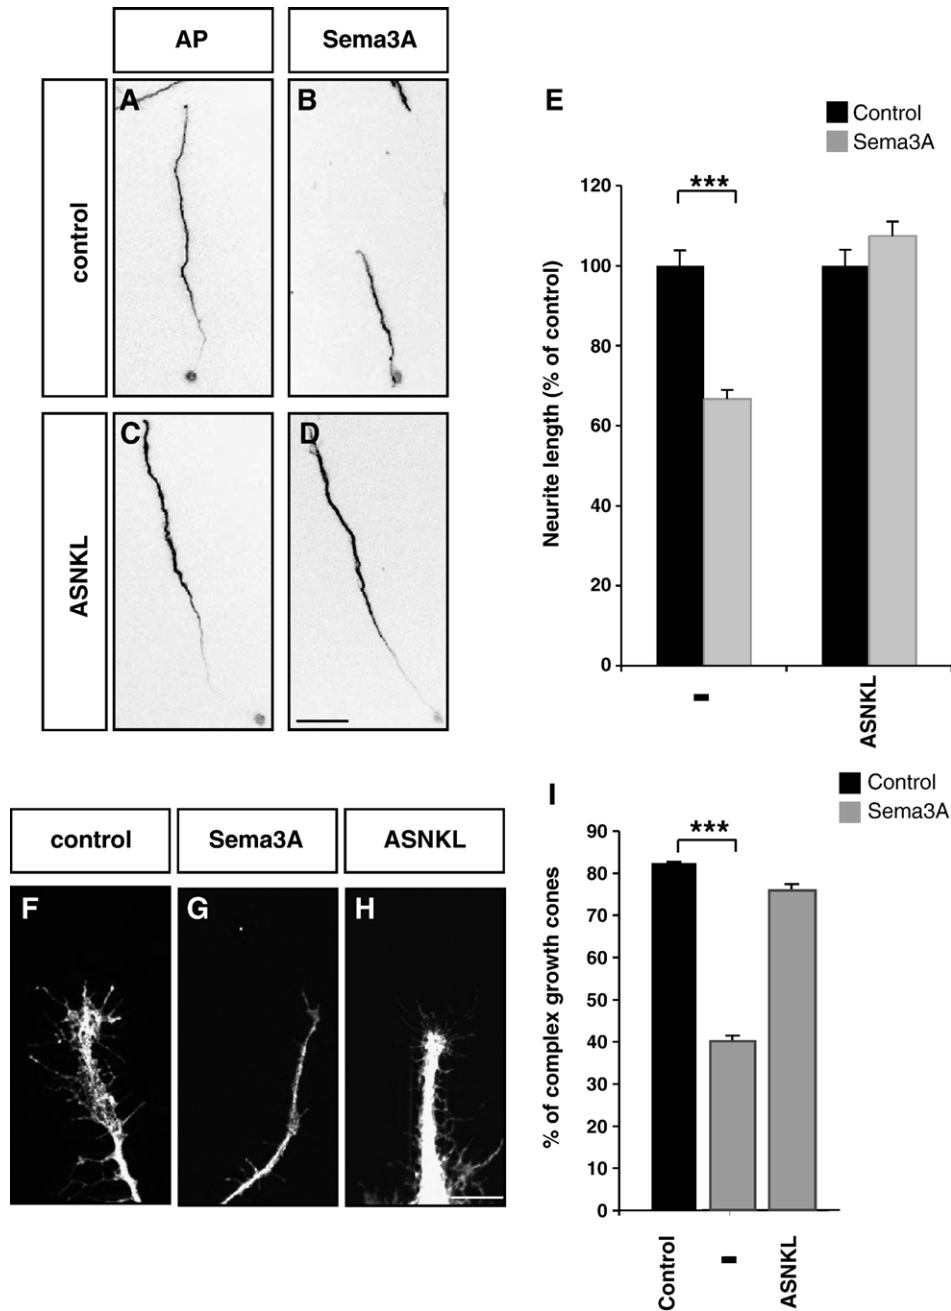 AP
Sema3A
control
ASNKL
A
B
C
D
E
Control
Sema3A
***
120
100
80
60
40
20
0
Neurite length (% of control)
-
ASNKL
control
Sema3A
ASNKL
F
G
H
I
Control
Sema3A
***
90
80
70
60
50
40
30
20
10
0
% of complex growth cones
Control
-
ASNKL